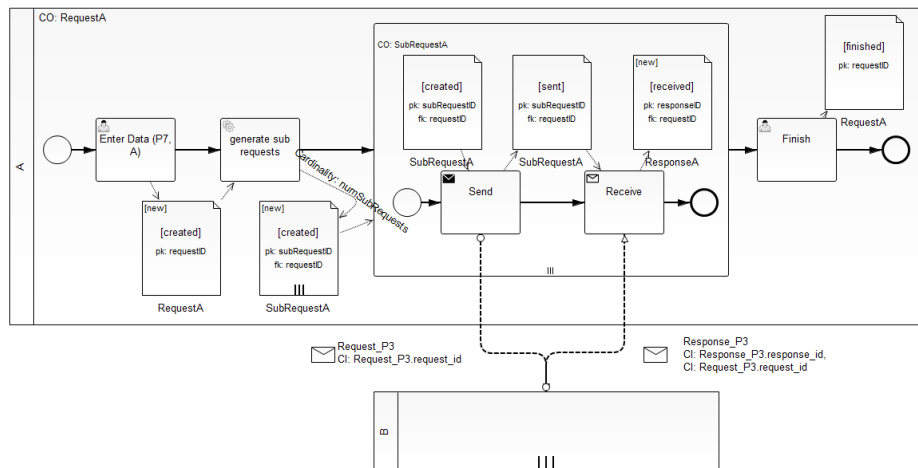 CO: RequestA
A
Enter Data (P7,
A)
generate sub
requests
Cardinality: numSubRequests
[new]
[created]
pk: requestID
RequestA
[new]
[created]
pk: subRequestID
fk: requestID
SubRequestA
CO: SubRequestA
[created]
pk: subRequestID
fk: requestID
SubRequestA
[sent]
pk: subRequestID
fk: requestID
SubRequestA
[new]
[received]
pk: responseID
fk: requestID
ResponseA
Send
Receive
Finish
[finished]
pk: requestID
RequestA
Request_P3
CI: Request_P3.request_id
Response_P3
CI: Response_P3.response_id,
CI: Request_P3.request_id
B